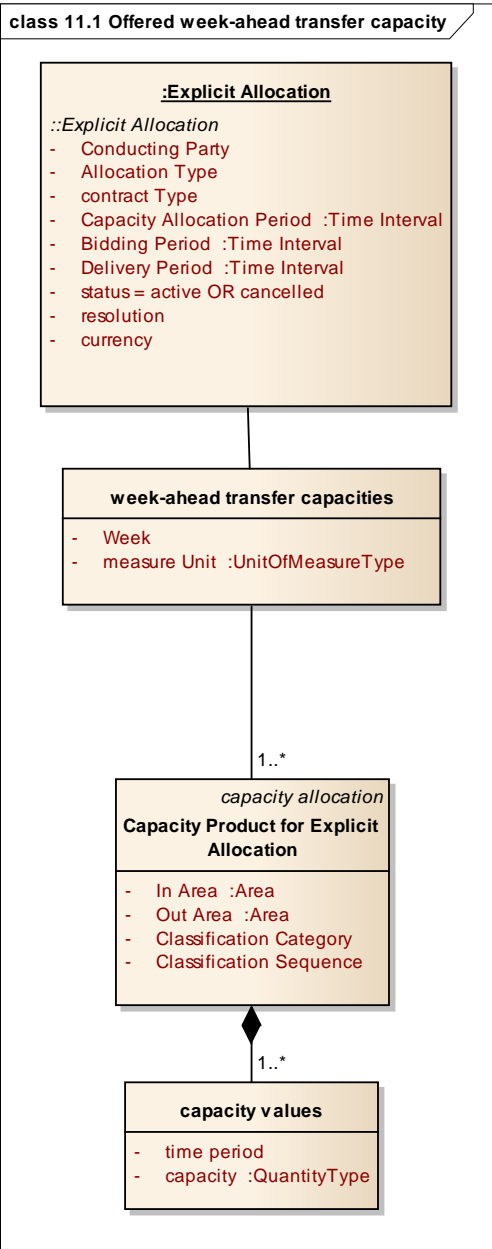 class 11.1 Offered week-ahead transfer capacity
:Explicit Allocation
::Explicit Allocation
- Conducting Party
- Allocation Type
- contract Type
- Capacity Allocation Period :Time Interval
- Bidding Period :Time Interval
- Delivery Period :Time Interval
- status = active OR cancelled
- resolution
- currency
week-ahead transfer capacities
- Week
- measure Unit :UnitOfMeasureType
1..*
capacity allocation
Capacity Product for Explicit
Allocation
- In Area :Area
- Out Area :Area
- Classification Category
- Classification Sequence
1..*
capacity values
- time period
- capacity :QuantityType